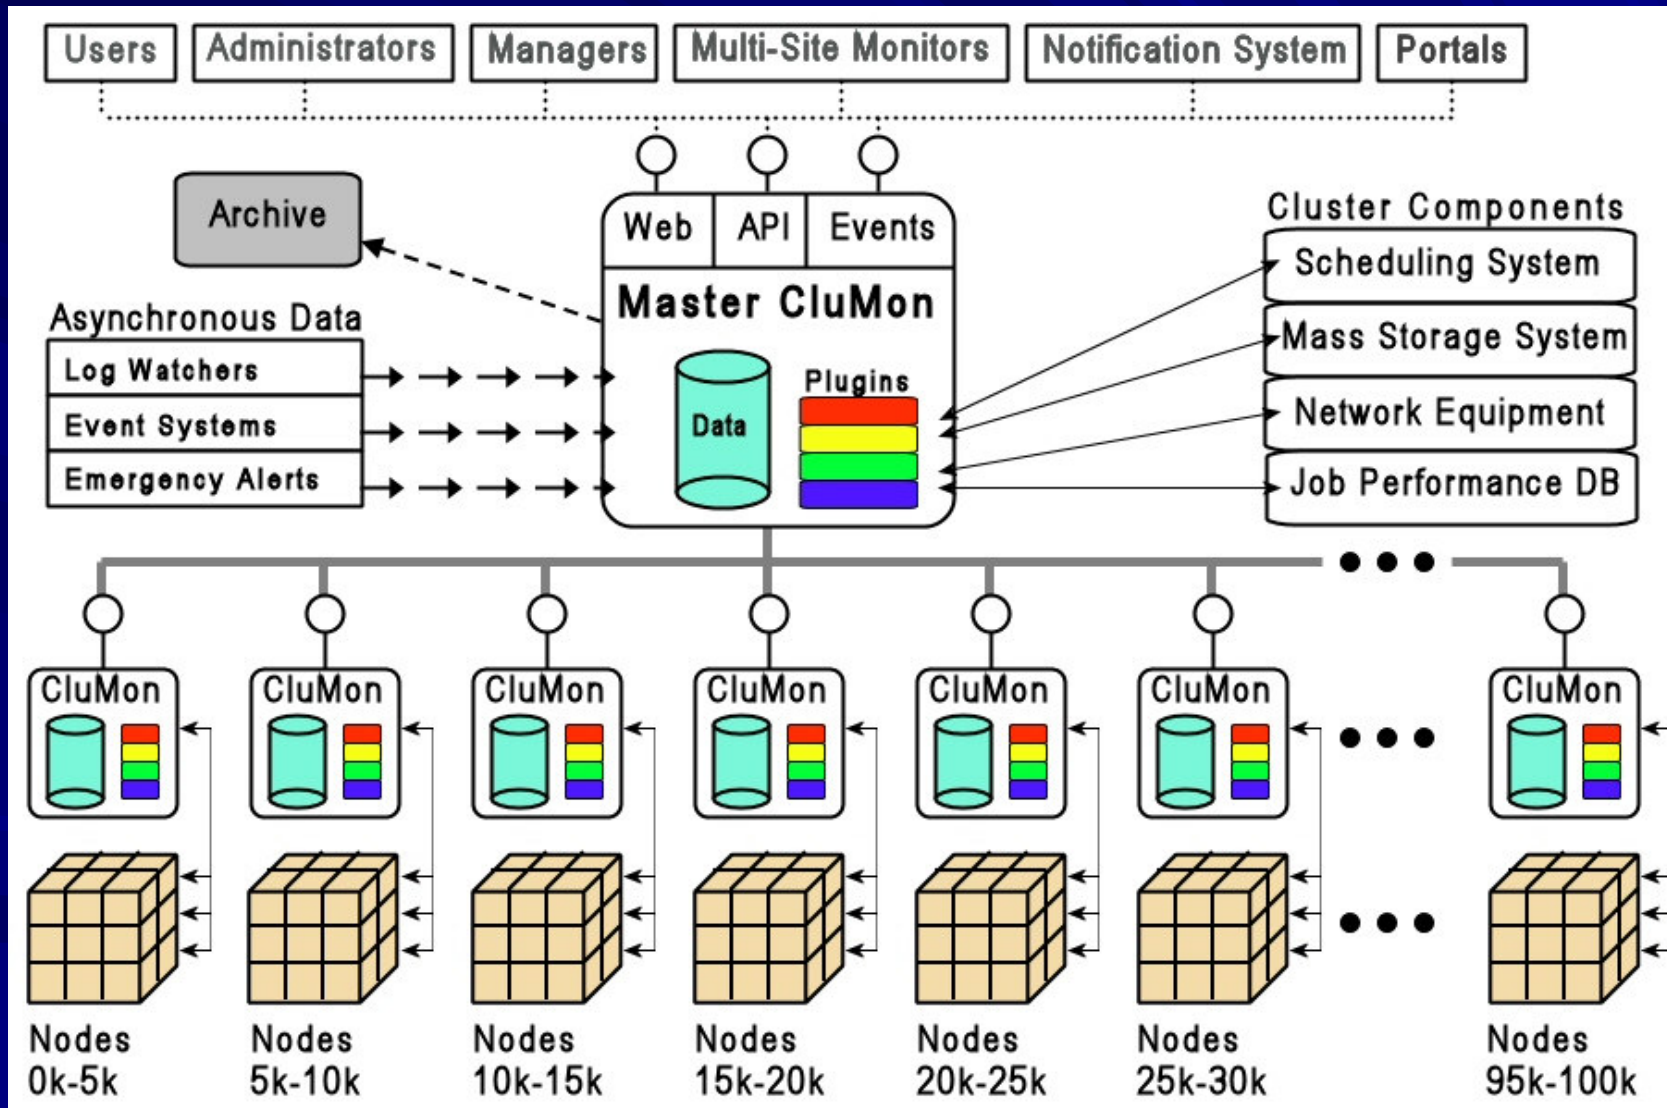 Users
Administrators
Managers
Multi-Site Monitors
Notification System
Portals
Archive
Web
API
Events
Master CluMon
Data
Plugins
Asynchronous Data
Log Watchers
Event Systems
Emergency Alerts
Cluster Components
Scheduling System
Mass Storage System
Network Equipment
Job Performance DB
CluMon
CluMon
CluMon
CluMon
CluMon
CluMon
CluMon
Nodes
0k-5k
Nodes
5k-10k
Nodes
10k-15k
Nodes
15k-20k
Nodes
20k-25k
Nodes
25k-30k
Nodes
95k-100k